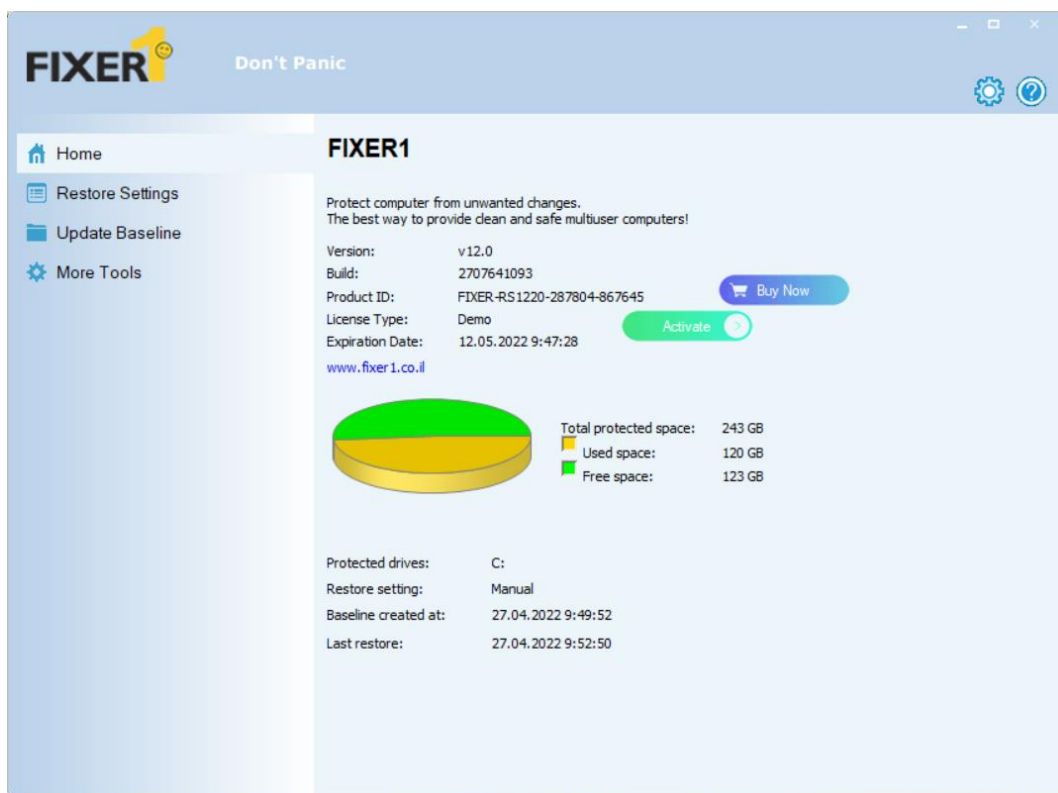 FIXER1
Don't Panic
Home
Restore Settings
Update Baseline
More Tools
FIXER1
Protect computer from unwanted changes.
The best way to provide clean and safe multiuser computers!
Version: v12.0
Build: 2707641093
Product ID: FIXER-RS1220-287804-867645
Buy Now
License Type: Demo
Activate
Expiration Date: 12.05.2022 9:47:28
www.fixer1.co.il
Total protected space: 243 GB
Used space: 120 GB
Free space: 123 GB
Protected drives: C:
Restore setting: Manual
Baseline created at: 27.04.2022 9:49:52
Last restore: 27.04.2022 9:52:50